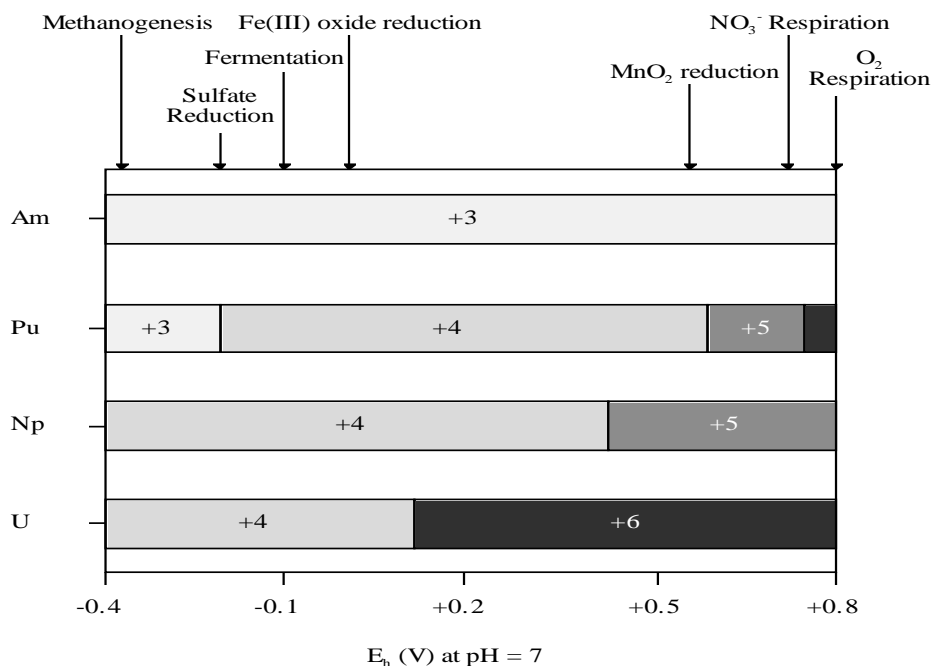 Methanogenesis
Fe(III) oxide reduction
NO₃⁻ Respiration
Fermentation
MnO₂ reduction
O₂
Respiration
Sulfate
Reduction
Am
+3
Pu
+3 +4 +5
Np
+4 +5
U
+4 +6
-0.4 -0.1 +0.2 +0.5 +0.8
Eₕ (V) at pH = 7